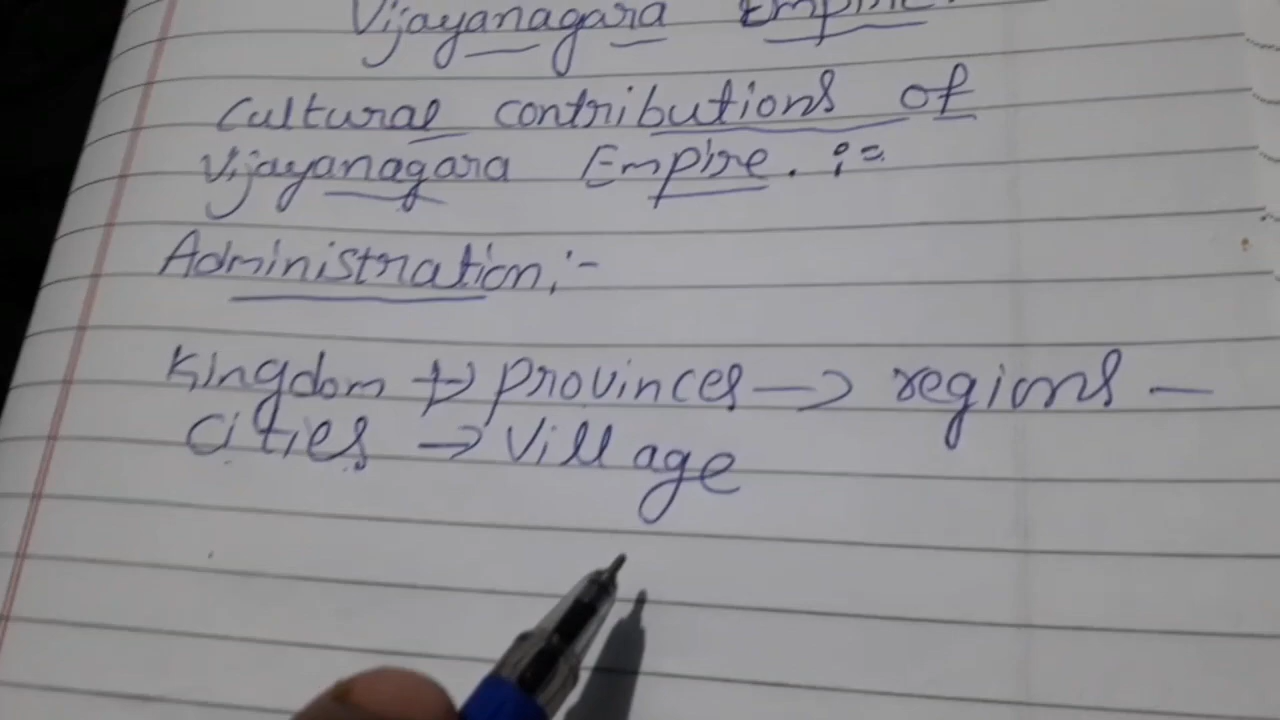 Vijayanagara Empire.
Cultural contributions of
Vijayanagara Empire. :=
Administration :-
Kingdom → provinces → regions —
cities → village